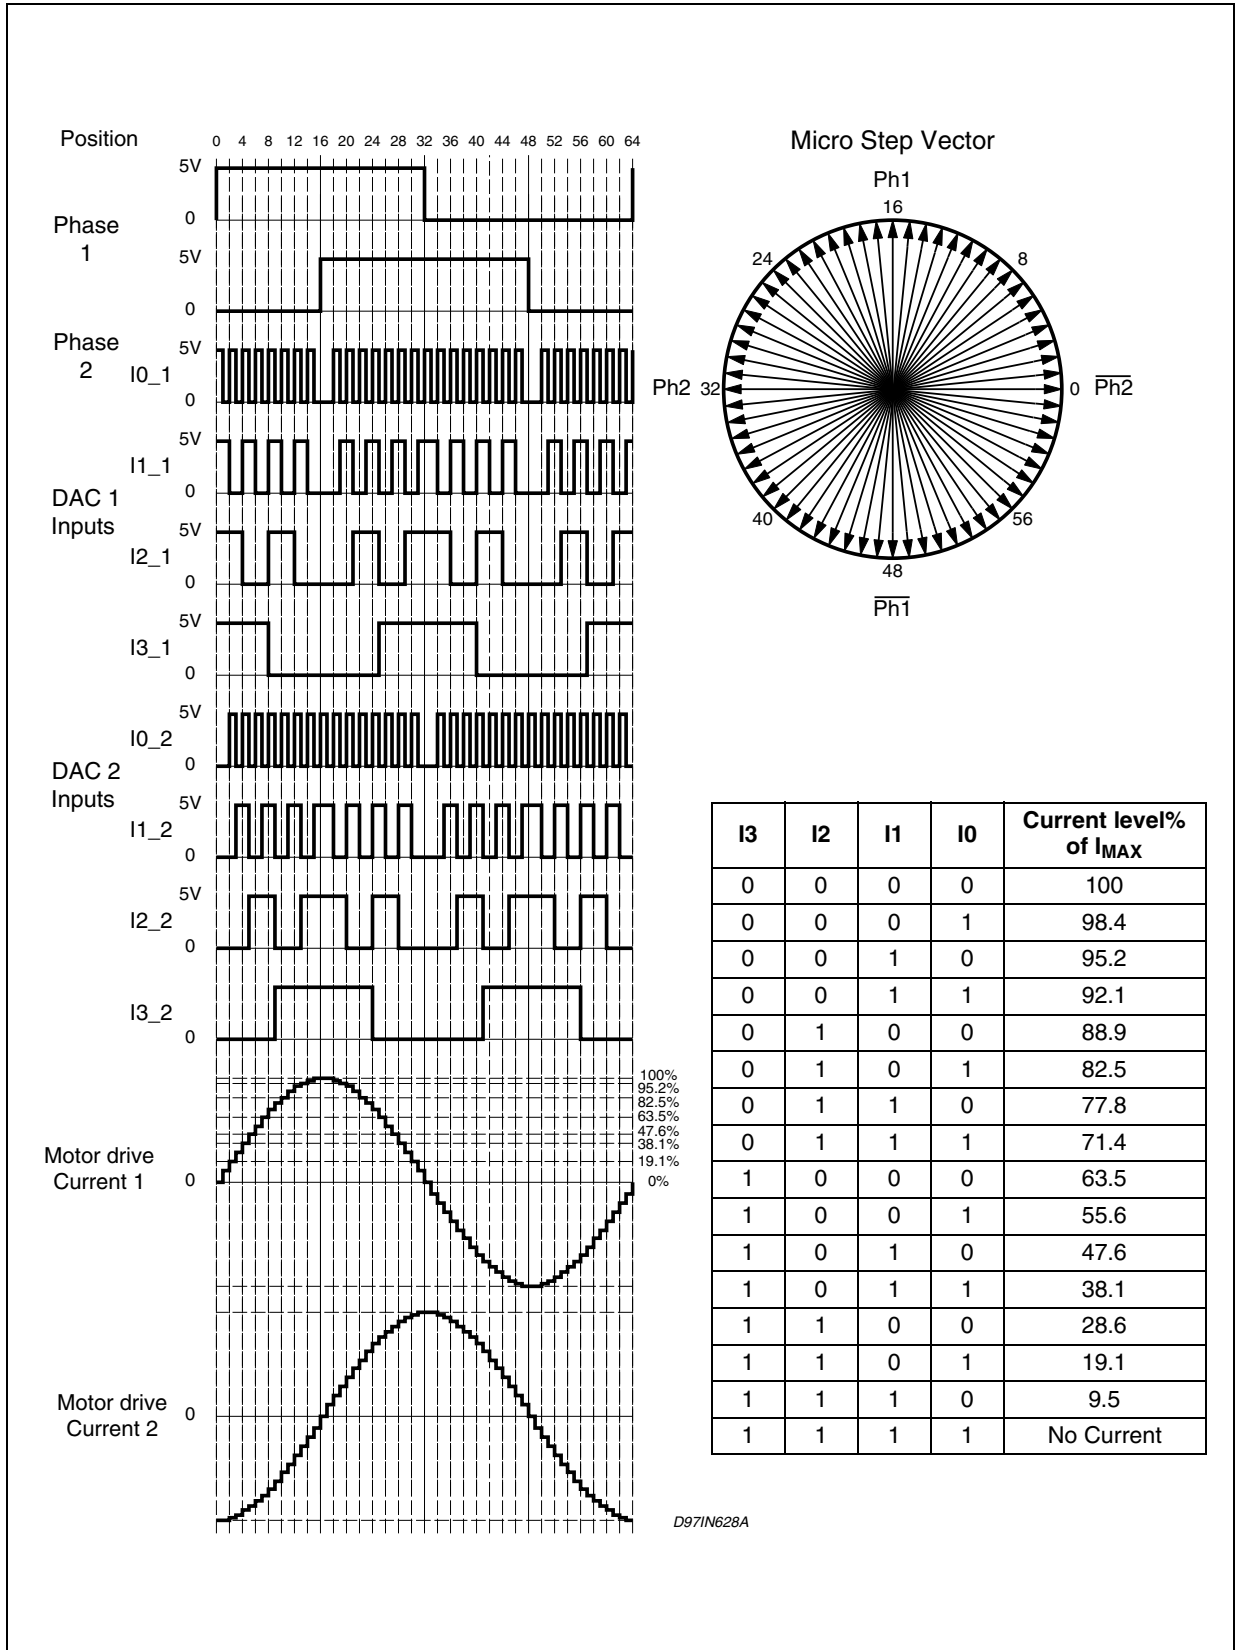 Position
0 4 8 12 16 20 24 28 32 36 40 44 48 52 56 60 64
5V
0
Phase
1
5V
0
Phase
2
I0_1
5V
0
DAC 1
Inputs
I1_1
5V
0
I2_1
5V
0
I3_1
5V
0
DAC 2
Inputs
I0_2
5V
0
I1_2
5V
0
I2_2
5V
0
I3_2
0
Motor drive
Current 1
0
100%
95.2%
82.5%
63.5%
47.6%
38.1%
19.1%
0%
Motor drive
Current 2
0
Micro Step Vector
Ph1
16
24
8
Ph2 32
0 P̅h̅2̅
40
56
48
P̅h̅1̅
I3 I2 I1 I0 Current level% of IMAX
0 0 0 0 100
0 0 0 1 98.4
0 0 1 0 95.2
0 0 1 1 92.1
0 1 0 0 88.9
0 1 0 1 82.5
0 1 1 0 77.8
0 1 1 1 71.4
1 0 0 0 63.5
1 0 0 1 55.6
1 0 1 0 47.6
1 0 1 1 38.1
1 1 0 0 28.6
1 1 0 1 19.1
1 1 1 0 9.5
1 1 1 1 No Current
D97IN628A